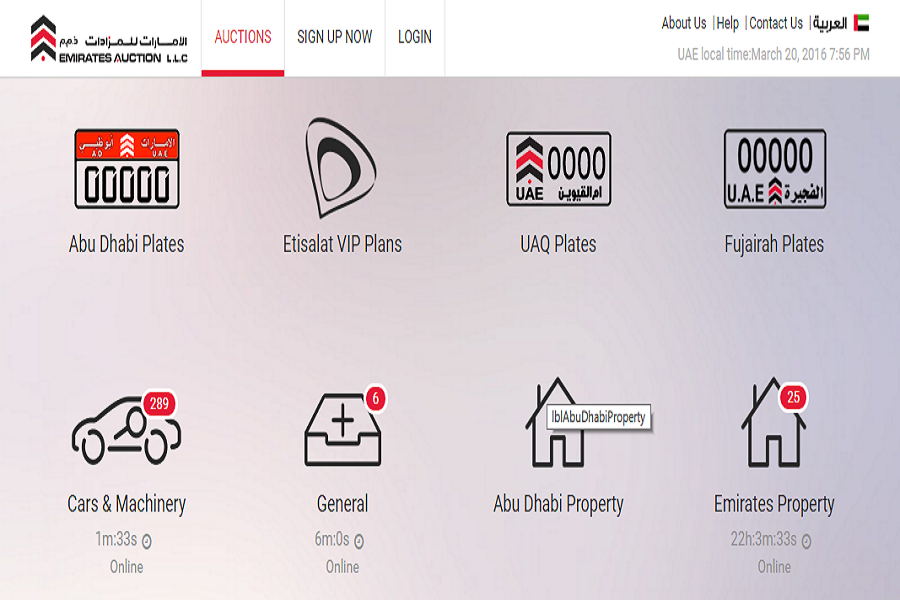 الامارات للمزادات ذ.م.م
EMIRATES AUCTION L.L.C
AUCTIONS
SIGN UP NOW
LOGIN
About Us | Help | Contact Us | العربية
UAE local time:March 20, 2016 7:56 PM
أبوظبي الامارات
AD UAE
00000
0000
UAE أم القيوين
00000
U.A.E الفجيرة
Abu Dhabi Plates
Etisalat VIP Plans
UAQ Plates
Fujairah Plates
289
6
lblAbuDhabiProperty
25
Cars & Machinery
General
Abu Dhabi Property
Emirates Property
1m:33s
6m:0s
22h:3m:33s
Online
Online
Online